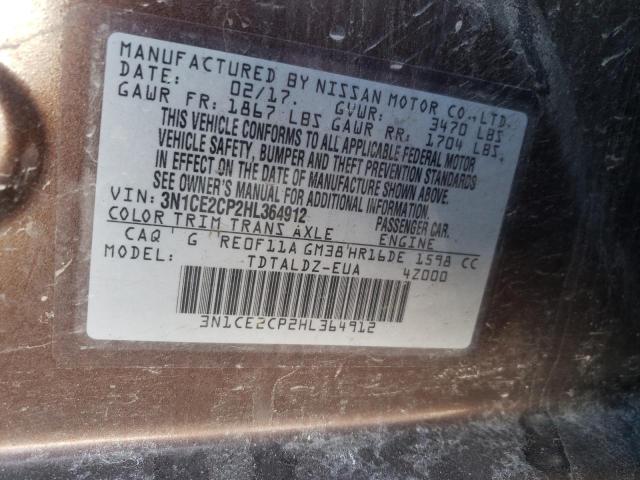 MANUFACTURED BY NISSAN MOTOR CO.,LTD.
DATE: 02/17. GVWR: 3470 LBS
GAWR FR: 1867 LBS GAWR RR: 1704 LBS.
THIS VEHICLE CONFORMS TO ALL APPLICABLE FEDERAL MOTOR
VEHICLE SAFETY, BUMPER AND THEFT PREVENTION STANDARDS
IN EFFECT ON THE DATE OF MANUFACTURE SHOWN ABOVE.
SEE OWNER'S MANUAL FOR ADDITIONAL INFORMATION.
VIN: 3N1CE2CP2HL364912 PASSENGER CAR.
COLOR TRIM TRANS AXLE ENGINE
CAQ G RE0F11A GM38 HR16DE 1598 CC
MODEL: TDTALDZ-EUA 4Z000
3N1CE2CP2HL364912